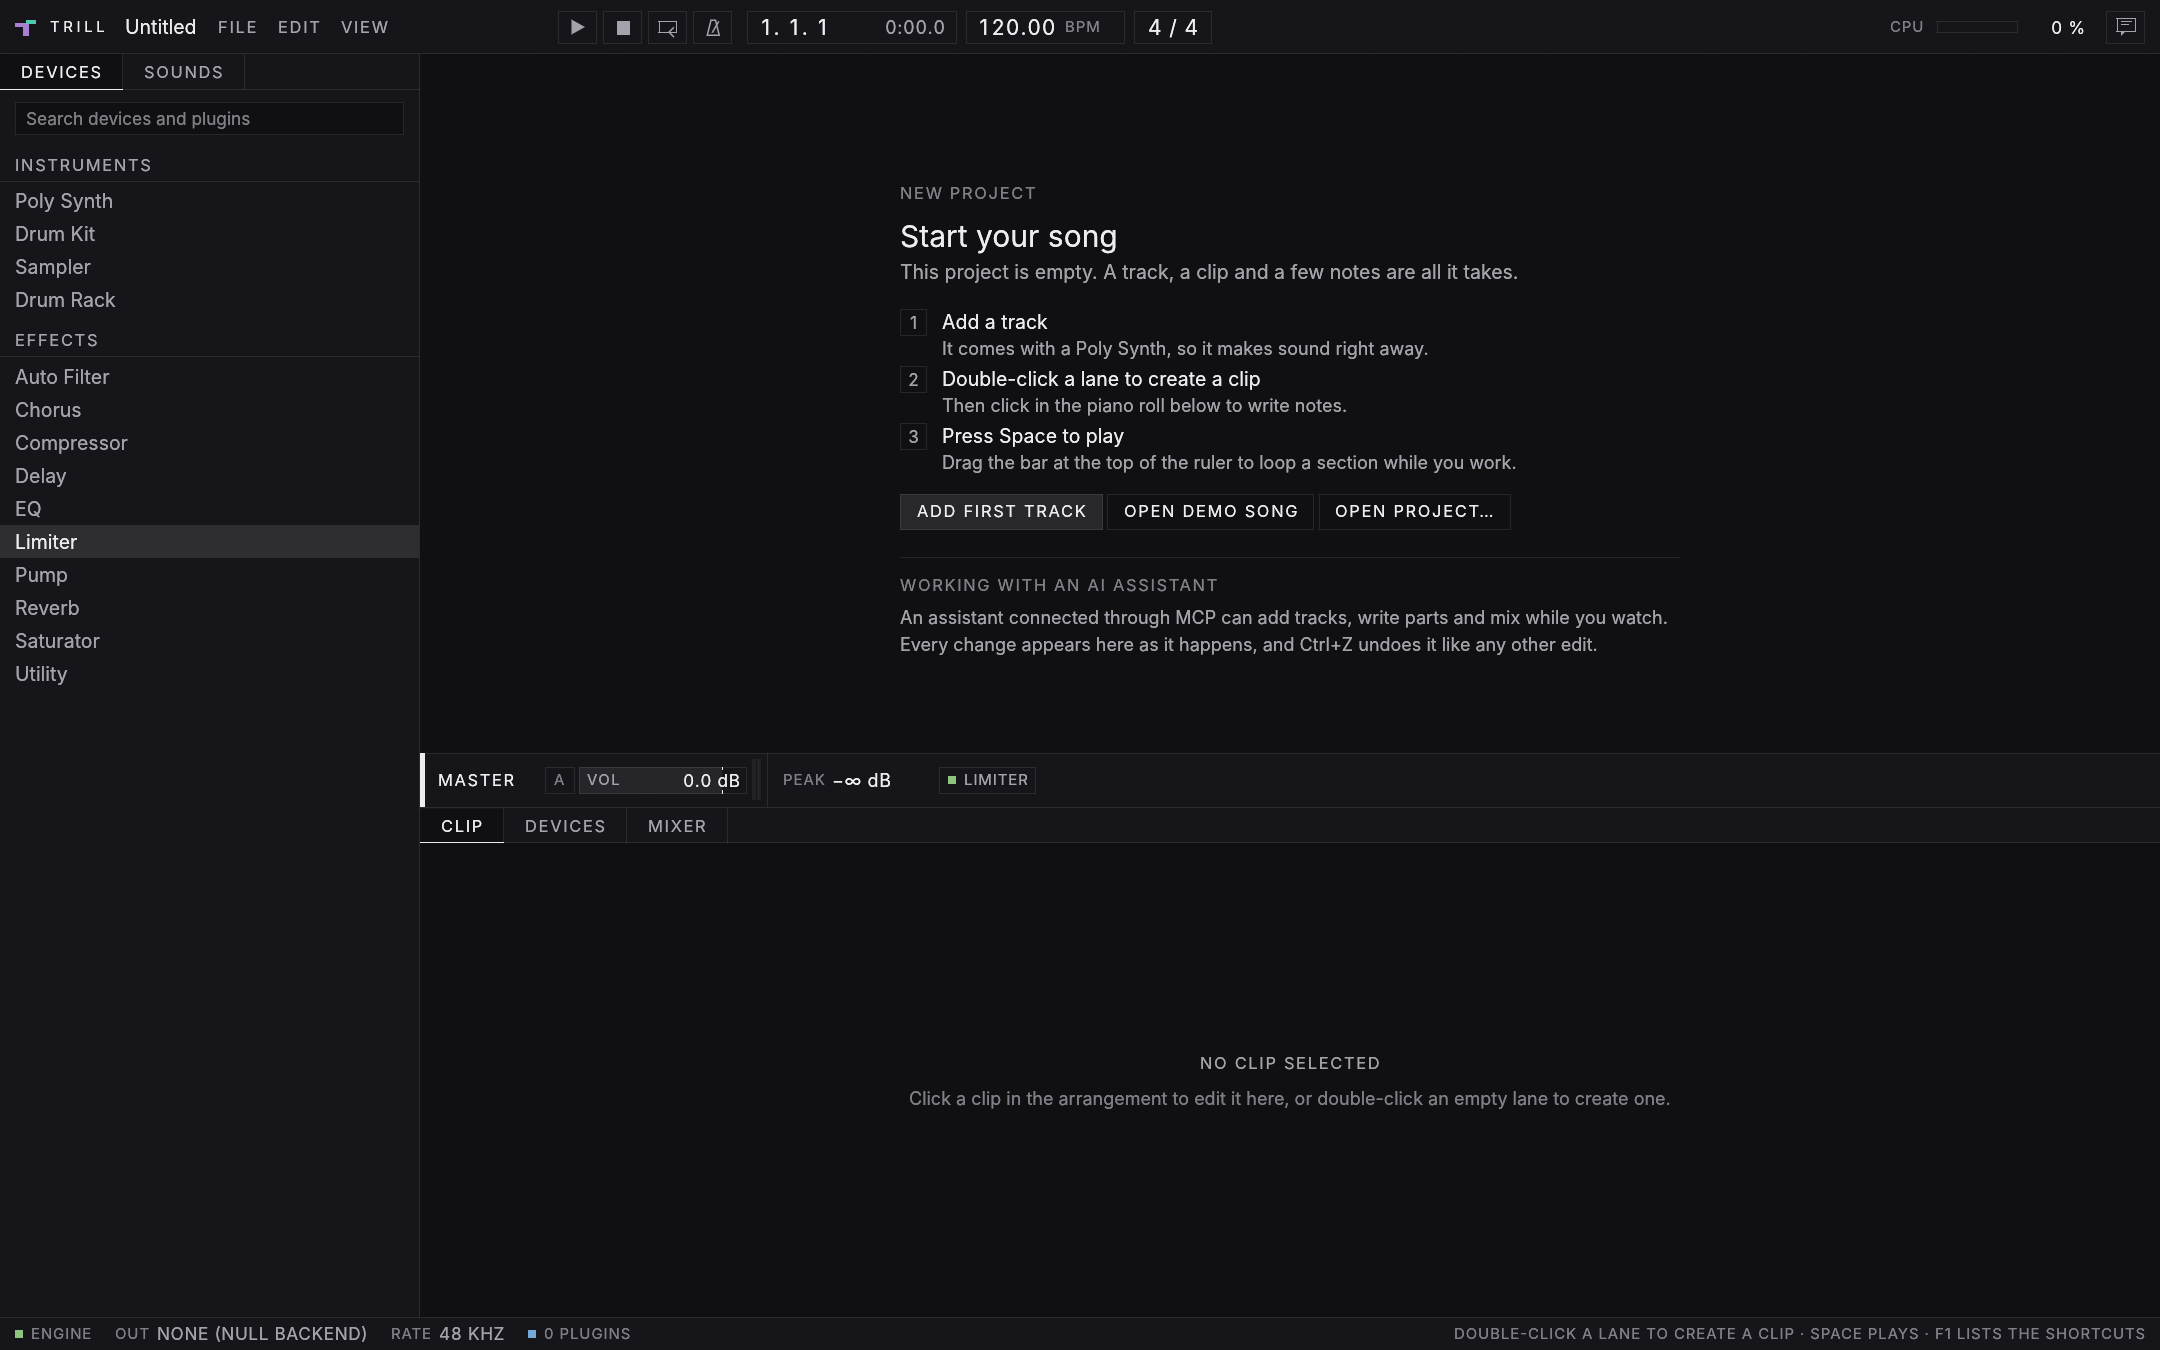 TRILL Untitled FILE EDIT VIEW 1. 1. 1 0:00.0 120.00 BPM 4 / 4 CPU 0 %
DEVICES SOUNDS
Search devices and plugins
INSTRUMENTS
Poly Synth
Drum Kit
Sampler
Drum Rack
EFFECTS
Auto Filter
Chorus
Compressor
Delay
EQ
Limiter
Pump
Reverb
Saturator
Utility
NEW PROJECT
Start your song
This project is empty. A track, a clip and a few notes are all it takes.
1 Add a track
It comes with a Poly Synth, so it makes sound right away.
2 Double-click a lane to create a clip
Then click in the piano roll below to write notes.
3 Press Space to play
Drag the bar at the top of the ruler to loop a section while you work.
ADD FIRST TRACK OPEN DEMO SONG OPEN PROJECT...
WORKING WITH AN AI ASSISTANT
An assistant connected through MCP can add tracks, write parts and mix while you watch.
Every change appears here as it happens, and Ctrl+Z undoes it like any other edit.
MASTER A VOL 0.0 dB PEAK −∞ dB LIMITER
CLIP DEVICES MIXER
NO CLIP SELECTED
Click a clip in the arrangement to edit it here, or double-click an empty lane to create one.
ENGINE OUT NONE (NULL BACKEND) RATE 48 KHZ 0 PLUGINS DOUBLE-CLICK A LANE TO CREATE A CLIP · SPACE PLAYS · F1 LISTS THE SHORTCUTS